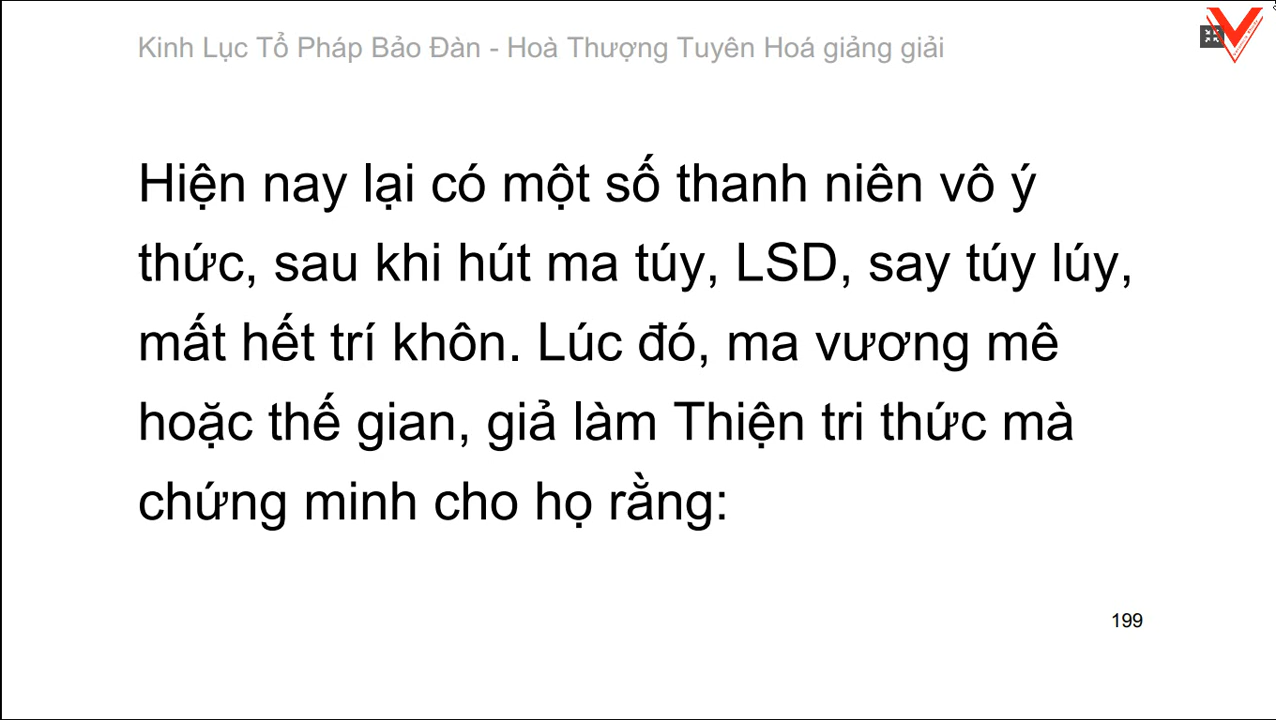 Kinh Lục Tổ Pháp Bảo Đàn - Hoà Thượng Tuyên Hoá giảng giải
Hiện nay lại có một số thanh niên vô ý
thức, sau khi hút ma túy, LSD, say túy lúy,
mất hết trí khôn. Lúc đó, ma vương mê
hoặc thế gian, giả làm Thiện tri thức mà
chứng minh cho họ rằng:
199